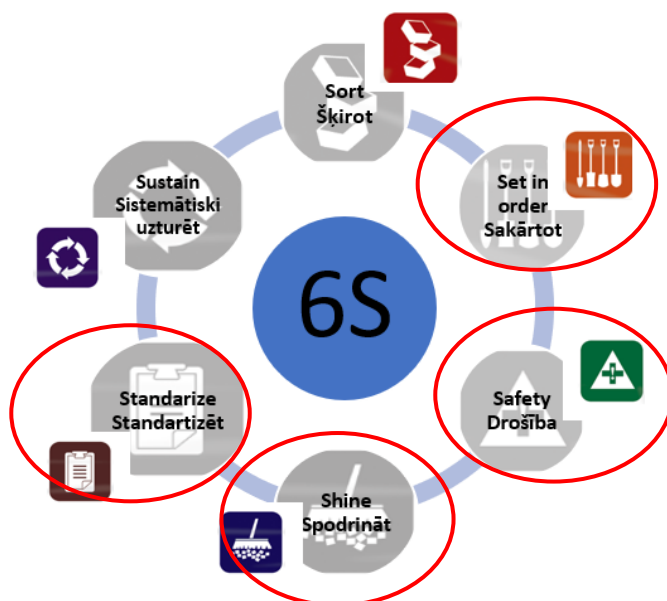 Sort
Šķirot
Set in
order
Sakārtot
Safety
Drošība
Shine
Spodrināt
Standarize
Standartizēt
Sustain
Sistemātiski
uzturēt
6S